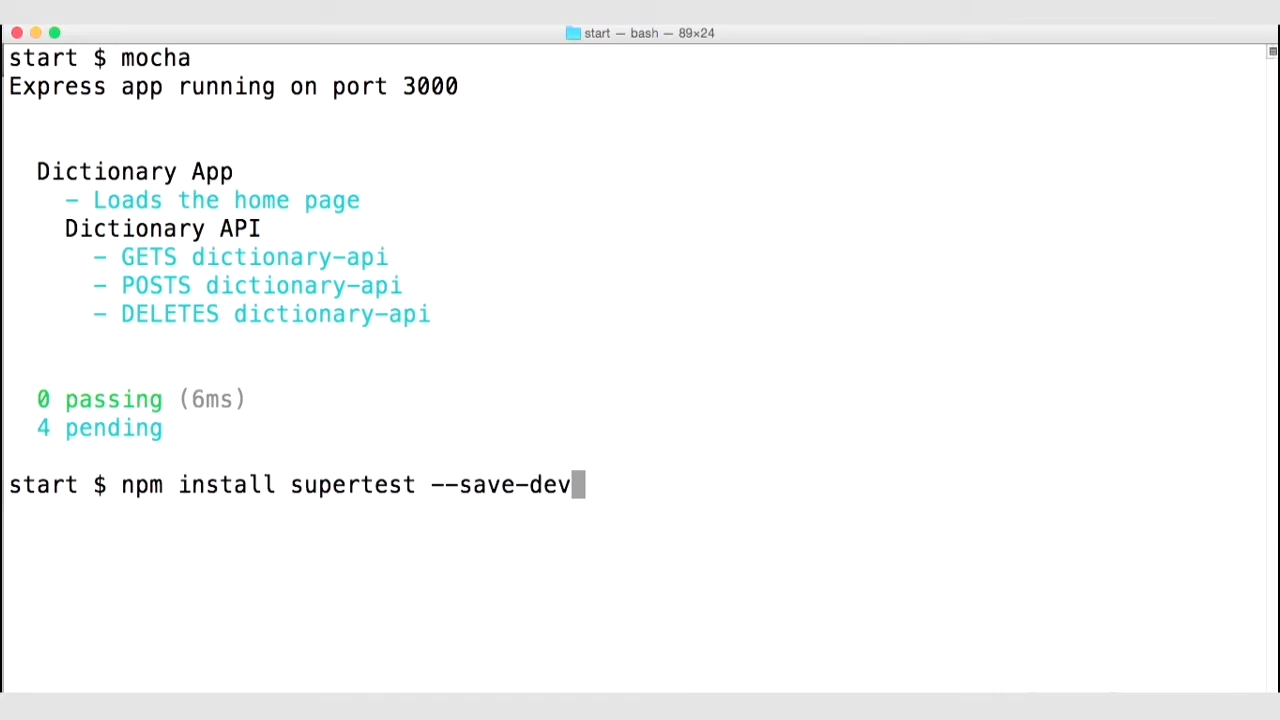 start — bash — 89×24
start $ mocha
Express app running on port 3000
Dictionary App
- Loads the home page
Dictionary API
- GETS dictionary-api
- POSTS dictionary-api
- DELETES dictionary-api
0 passing (6ms)
4 pending
start $ npm install supertest --save-dev